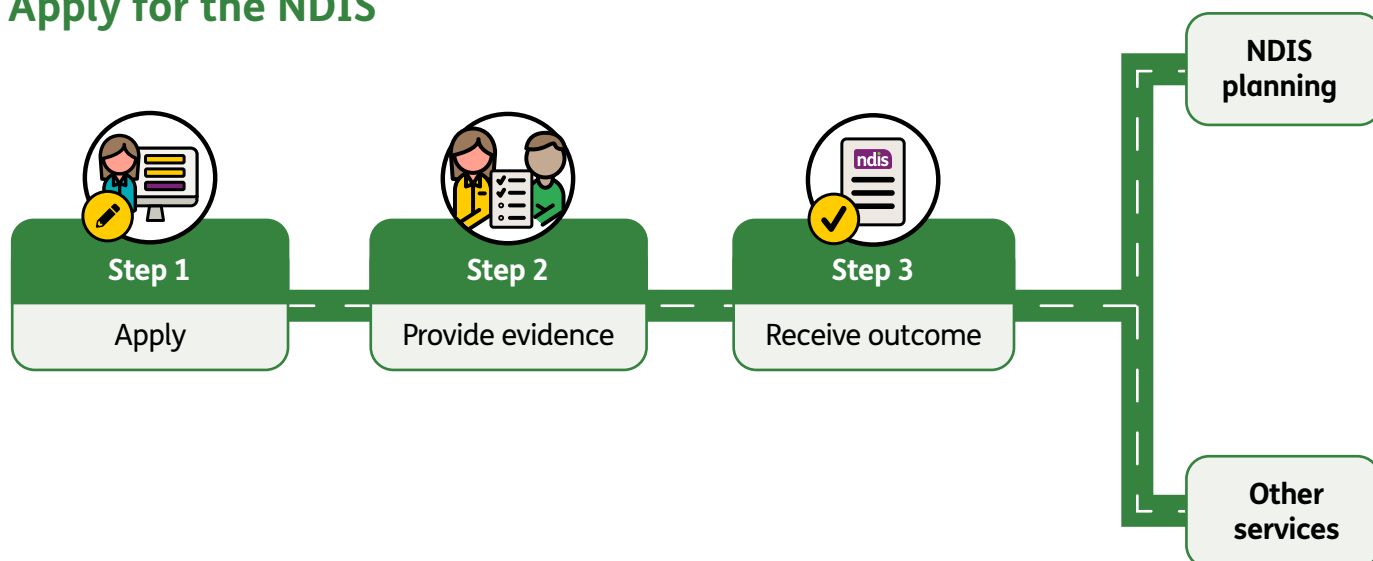 Apply for the NDIS
NDIS
planning
ndis
Step 1
Step 2
Step 3
Apply
Provide evidence
Receive outcome
Other
services